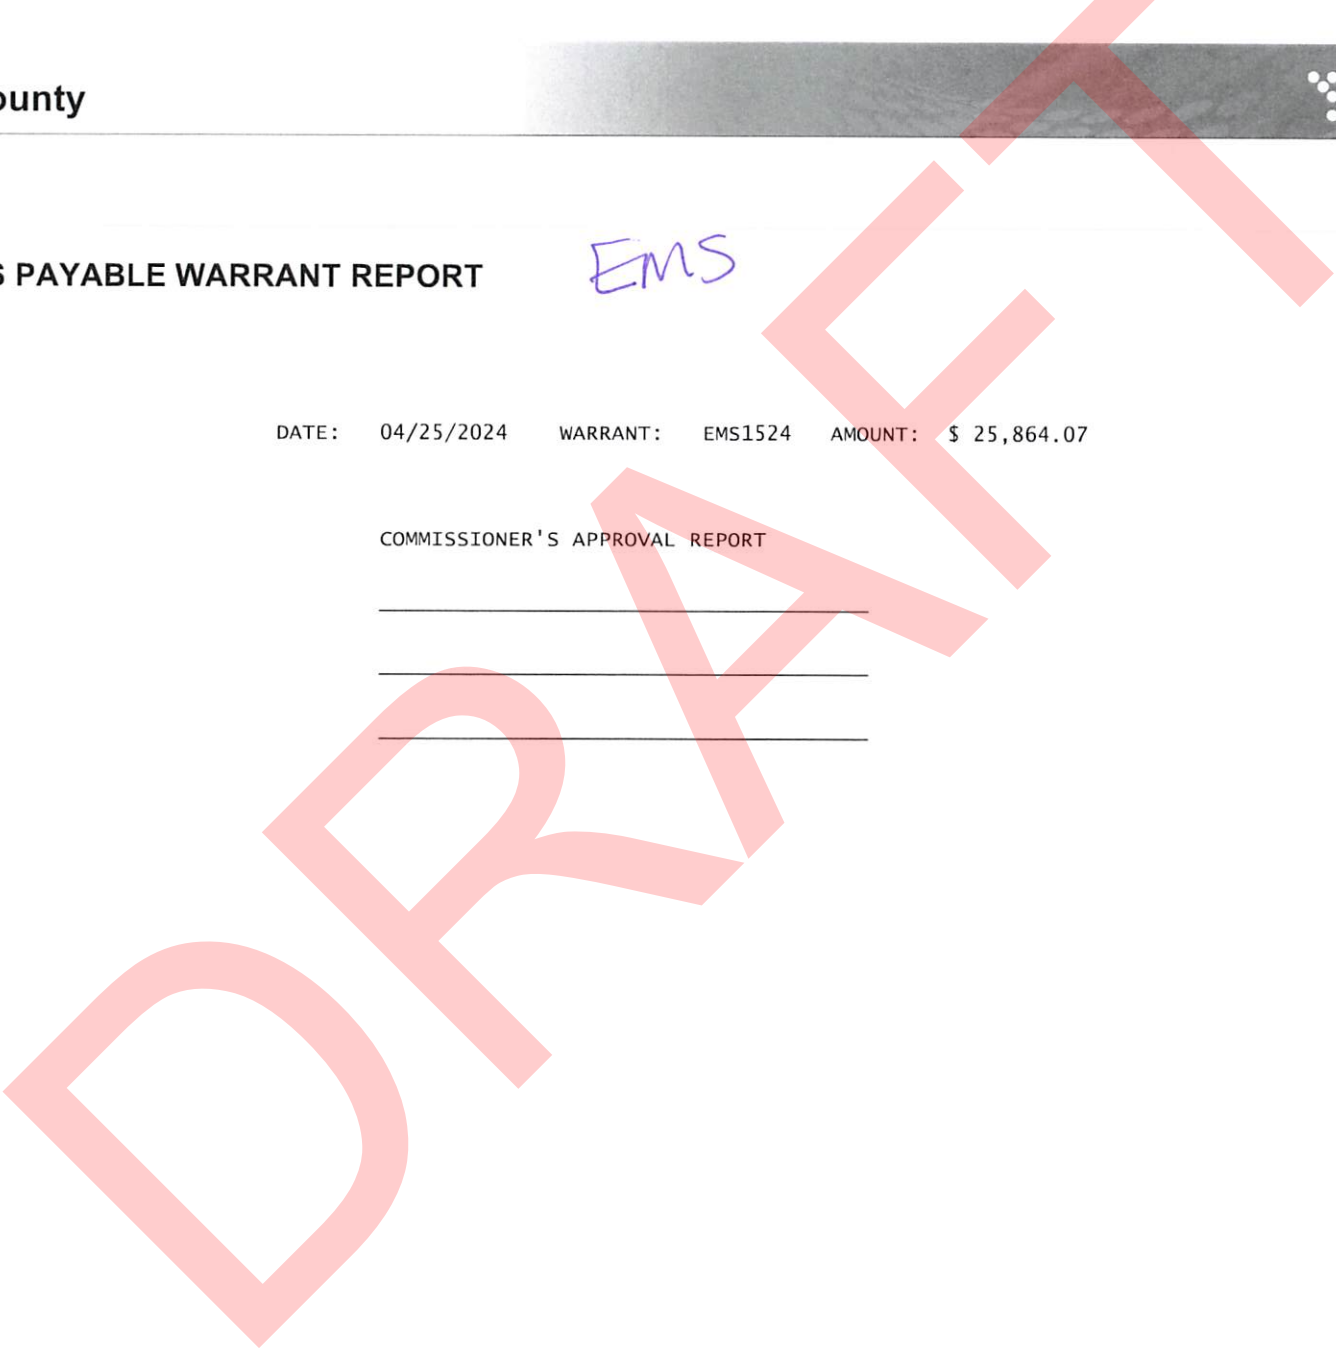 ounty
S PAYABLE WARRANT REPORT EMS
DATE: 04/25/2024 WARRANT: EMS1524 AMOUNT: $ 25,864.07
COMMISSIONER'S APPROVAL REPORT
DRAFT